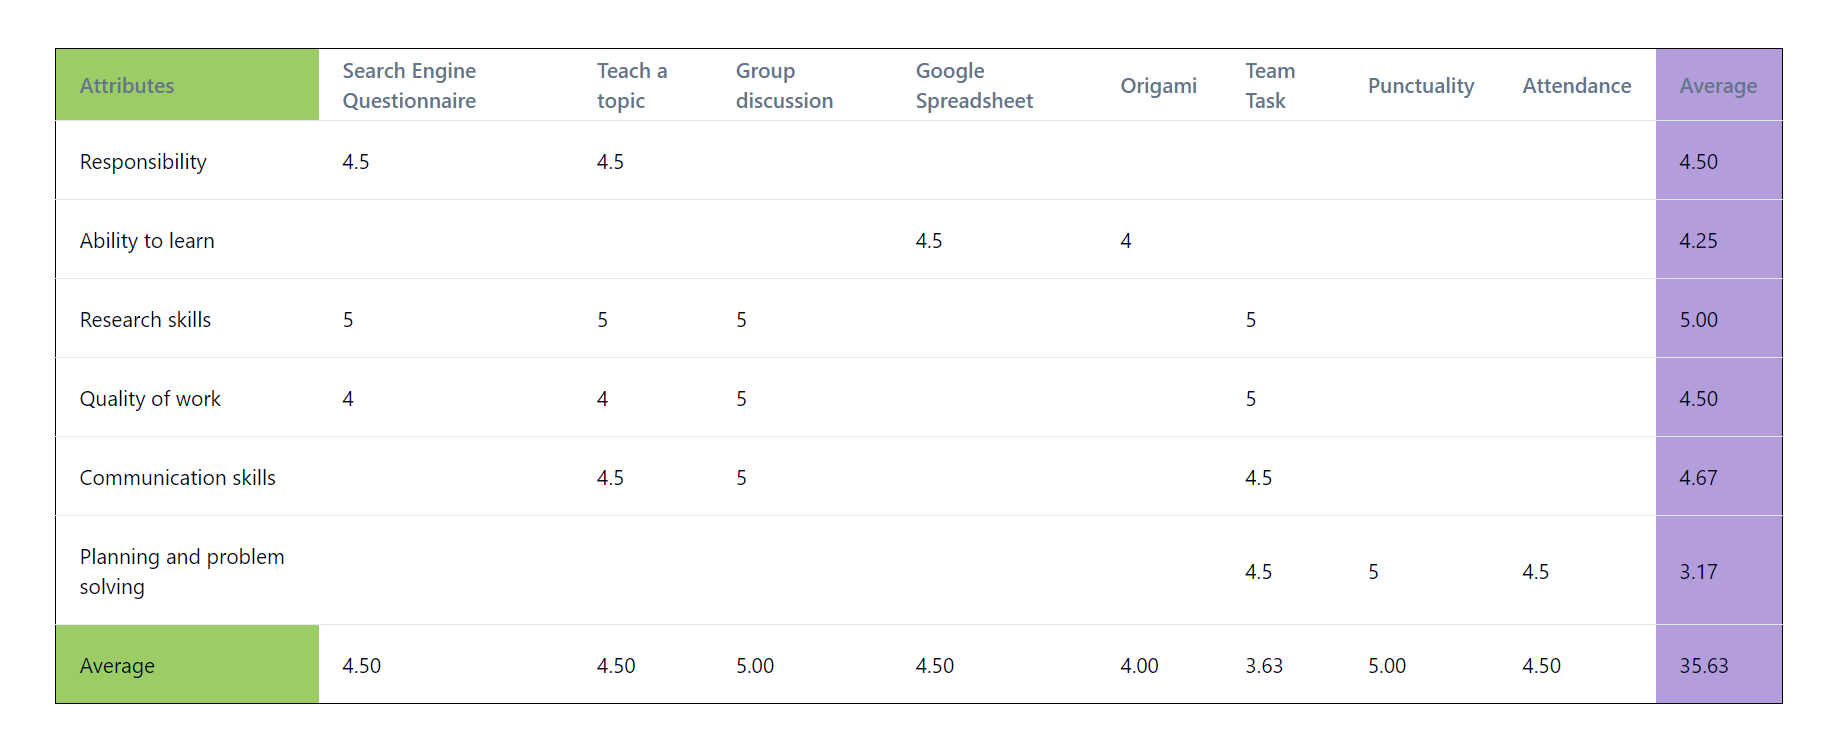 Attributes Search Engine Questionnaire Teach a topic Group discussion Google Spreadsheet Origami Team Task Punctuality Attendance Average
Responsibility 4.5 4.5 4.50
Ability to learn 4.5 4 4.25
Research skills 5 5 5 5 5.00
Quality of work 4 4 5 5 4.50
Communication skills 4.5 5 4.5 4.67
Planning and problem solving 4.5 5 4.5 3.17
Average 4.50 4.50 5.00 4.50 4.00 3.63 5.00 4.50 35.63